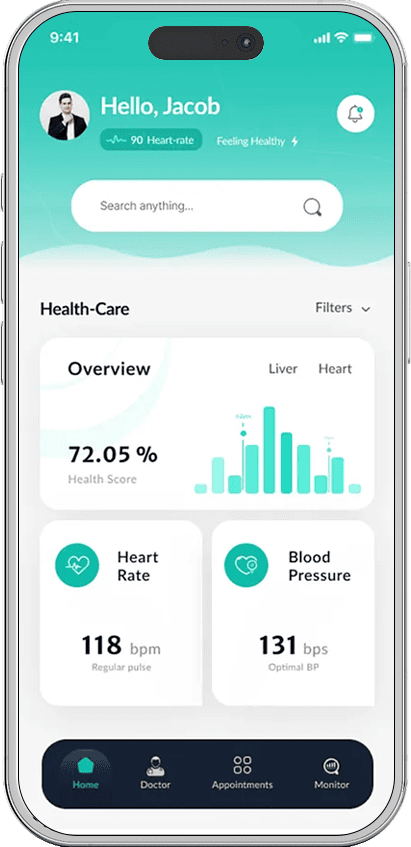 9:41
Hello, Jacob
90 Heart-rate
Feeling Healthy
Search anything...
Health-Care
Filters
Overview
Liver
Heart
72.05 %
Health Score
Heart
Rate
118 bpm
Regular pulse
Blood
Pressure
131 bps
Optimal BP
Home
Doctor
Appointments
Monitor